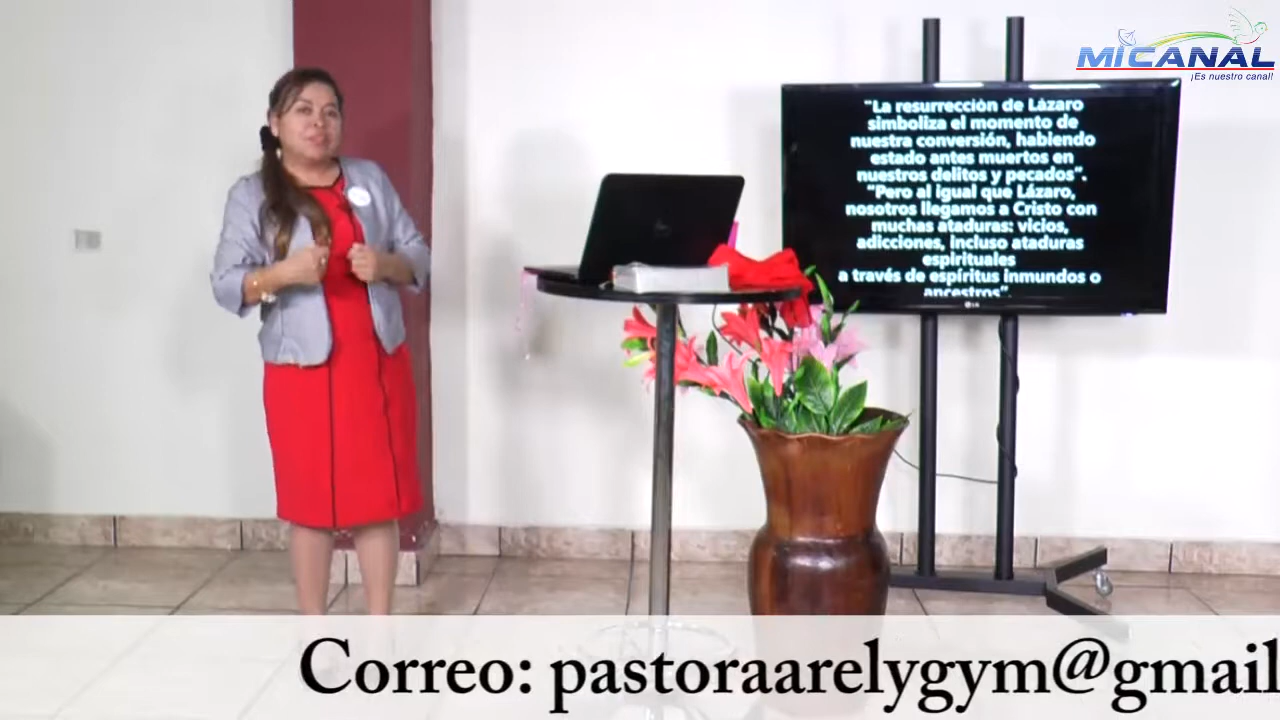 MICANAL
¡Es nuestro canal!
"La resurrección de Lázaro
simboliza el momento de
nuestra conversión, habiendo
estado antes muertos en
nuestros delitos y pecados".
"Pero al igual que Lázaro,
nosotros llegamos a Cristo con
muchas ataduras: vicios,
adicciones, incluso ataduras
espirituales
a través de espíritus inmundos o
ancestros".
Correo: pastoraarelygym@gmail